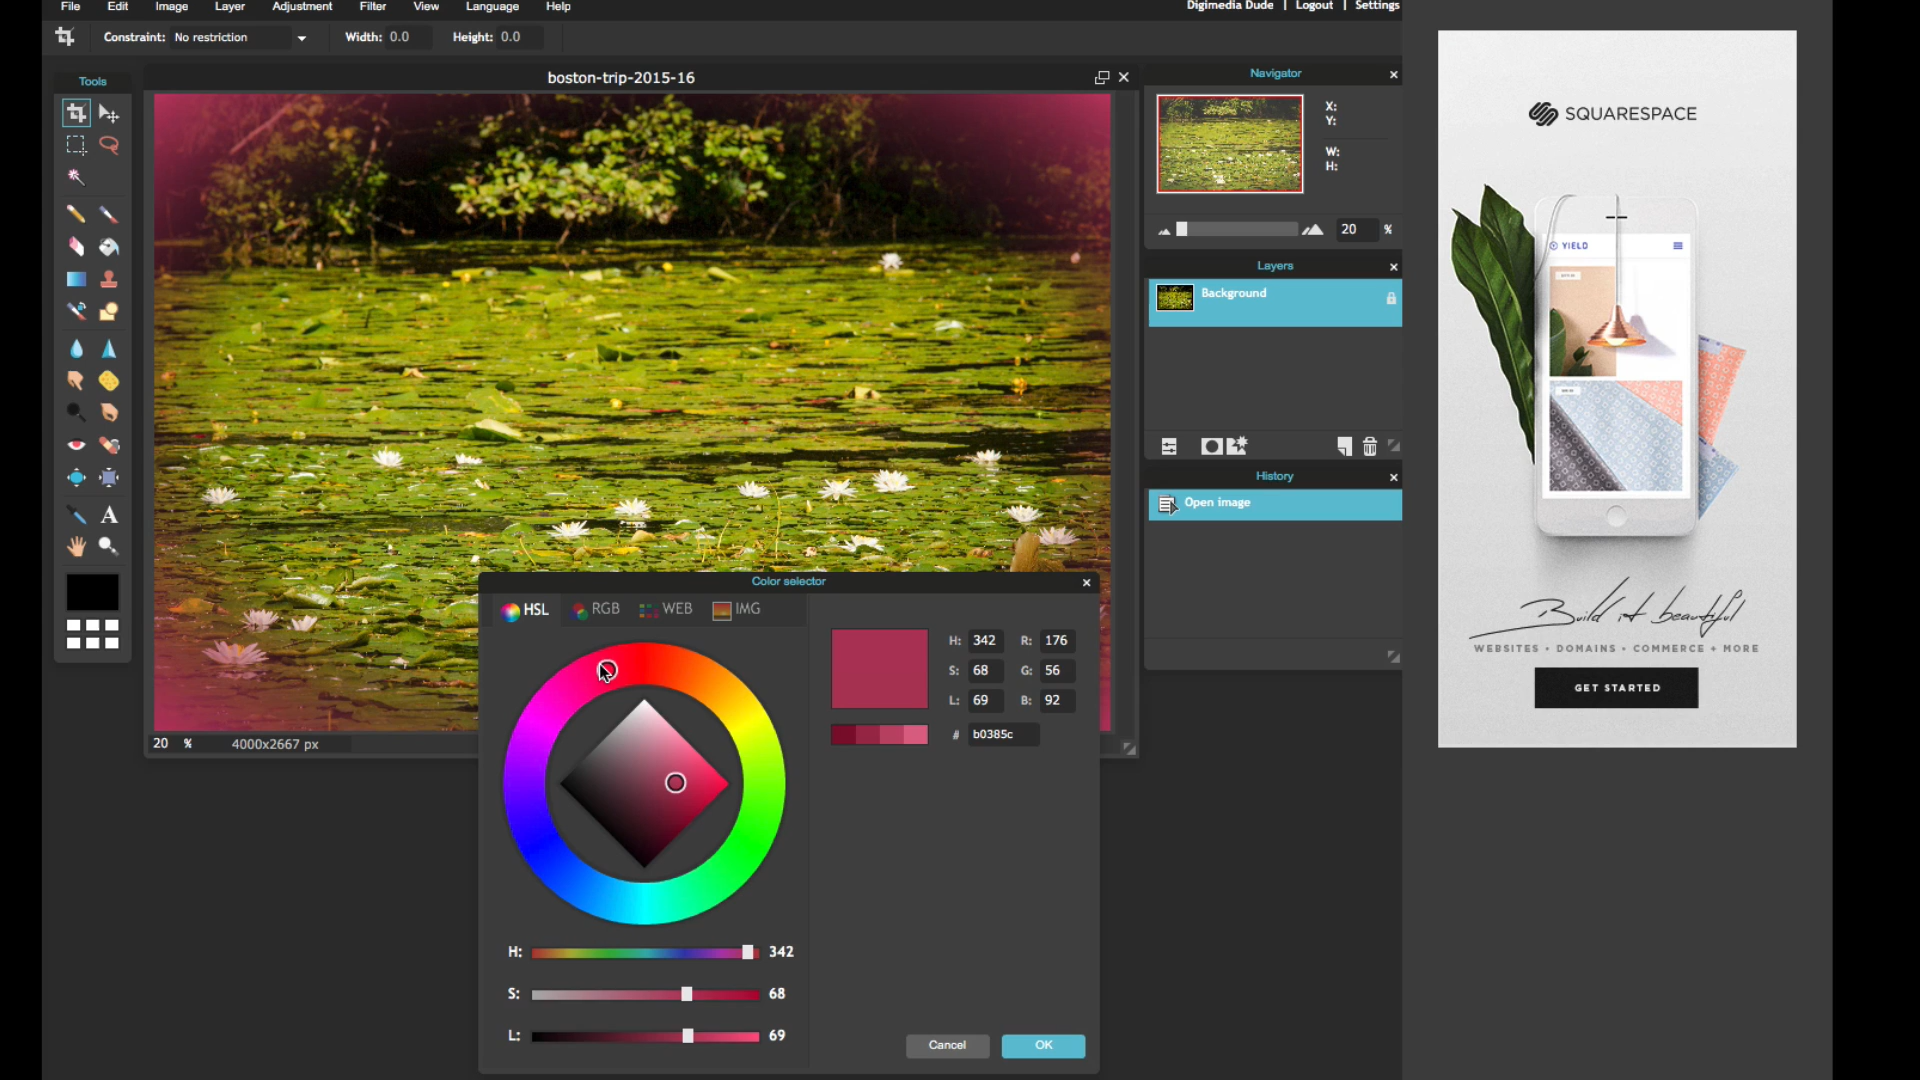 File Edit Image Layer Adjustment Filter View Language Help
Digimedia Dude | Logout | Settings
Constraint: No restriction Width: 0.0 Height: 0.0
Tools
boston-trip-2015-16
A
20 % 4000x2667 px
Navigator
X:
Y:
W:
H:
20 %
Layers
Background
History
Open image
Color selector
HSL RGB WEB IMG
H: 342 R: 176
S: 68 G: 56
L: 69 B: 92
# b0385c
H: 342
S: 68
L: 69
Cancel OK
SQUARESPACE
YIELD
Build it beautiful
WEBSITES • DOMAINS • COMMERCE + MORE
GET STARTED